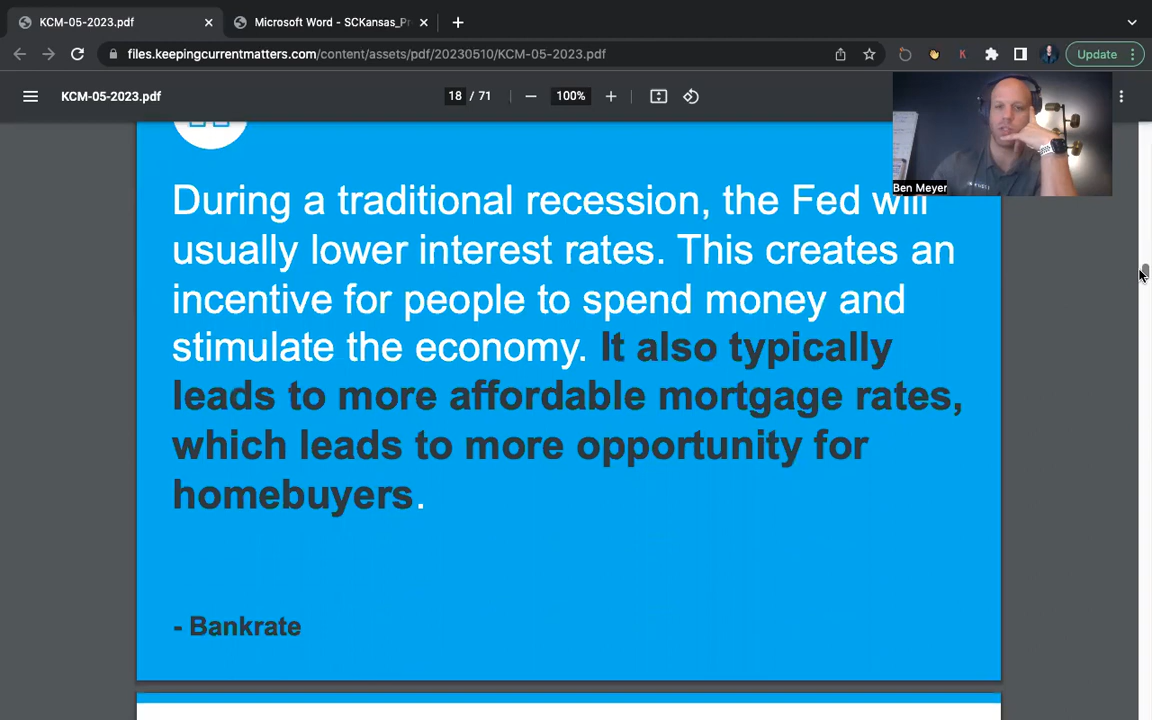 KCM-05-2023.pdf
Microsoft Word - SCKansas_P
files.keepingcurrentmatters.com/content/assets/pdf/20230510/KCM-05-2023.pdf
K
Update
KCM-05-2023.pdf
18 / 71
100%
Ben Meyer
During a traditional recession, the Fed will
usually lower interest rates. This creates an
incentive for people to spend money and
stimulate the economy. It also typically
leads to more affordable mortgage rates,
which leads to more opportunity for
homebuyers.
- Bankrate